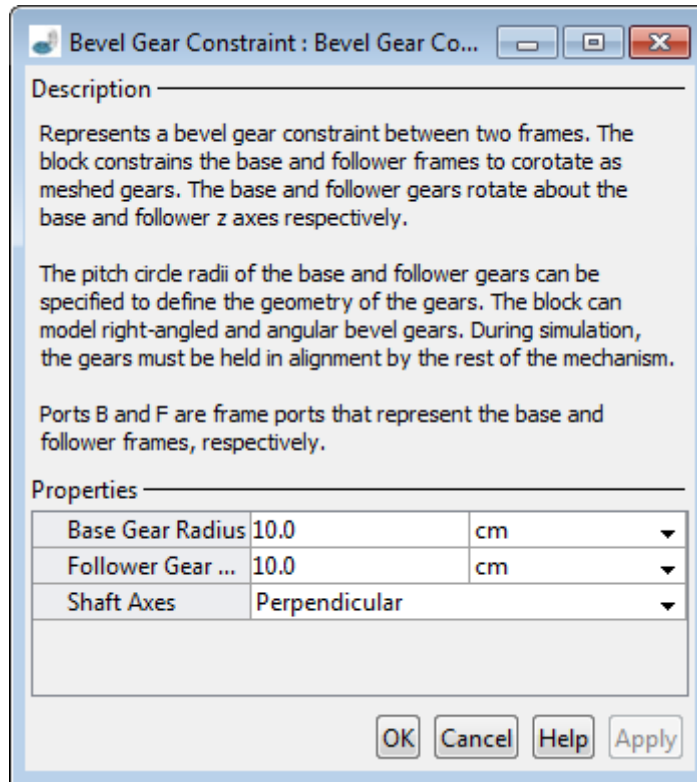 Bevel Gear Constraint : Bevel Gear Co...
Description
Represents a bevel gear constraint between two frames. The
block constrains the base and follower frames to corotate as
meshed gears. The base and follower gears rotate about the
base and follower z axes respectively.
The pitch circle radii of the base and follower gears can be
specified to define the geometry of the gears. The block can
model right-angled and angular bevel gears. During simulation,
the gears must be held in alignment by the rest of the mechanism.
Ports B and F are frame ports that represent the base and
follower frames, respectively.
Properties
Base Gear Radius 10.0 cm
Follower Gear ... 10.0 cm
Shaft Axes Perpendicular
OK Cancel Help Apply